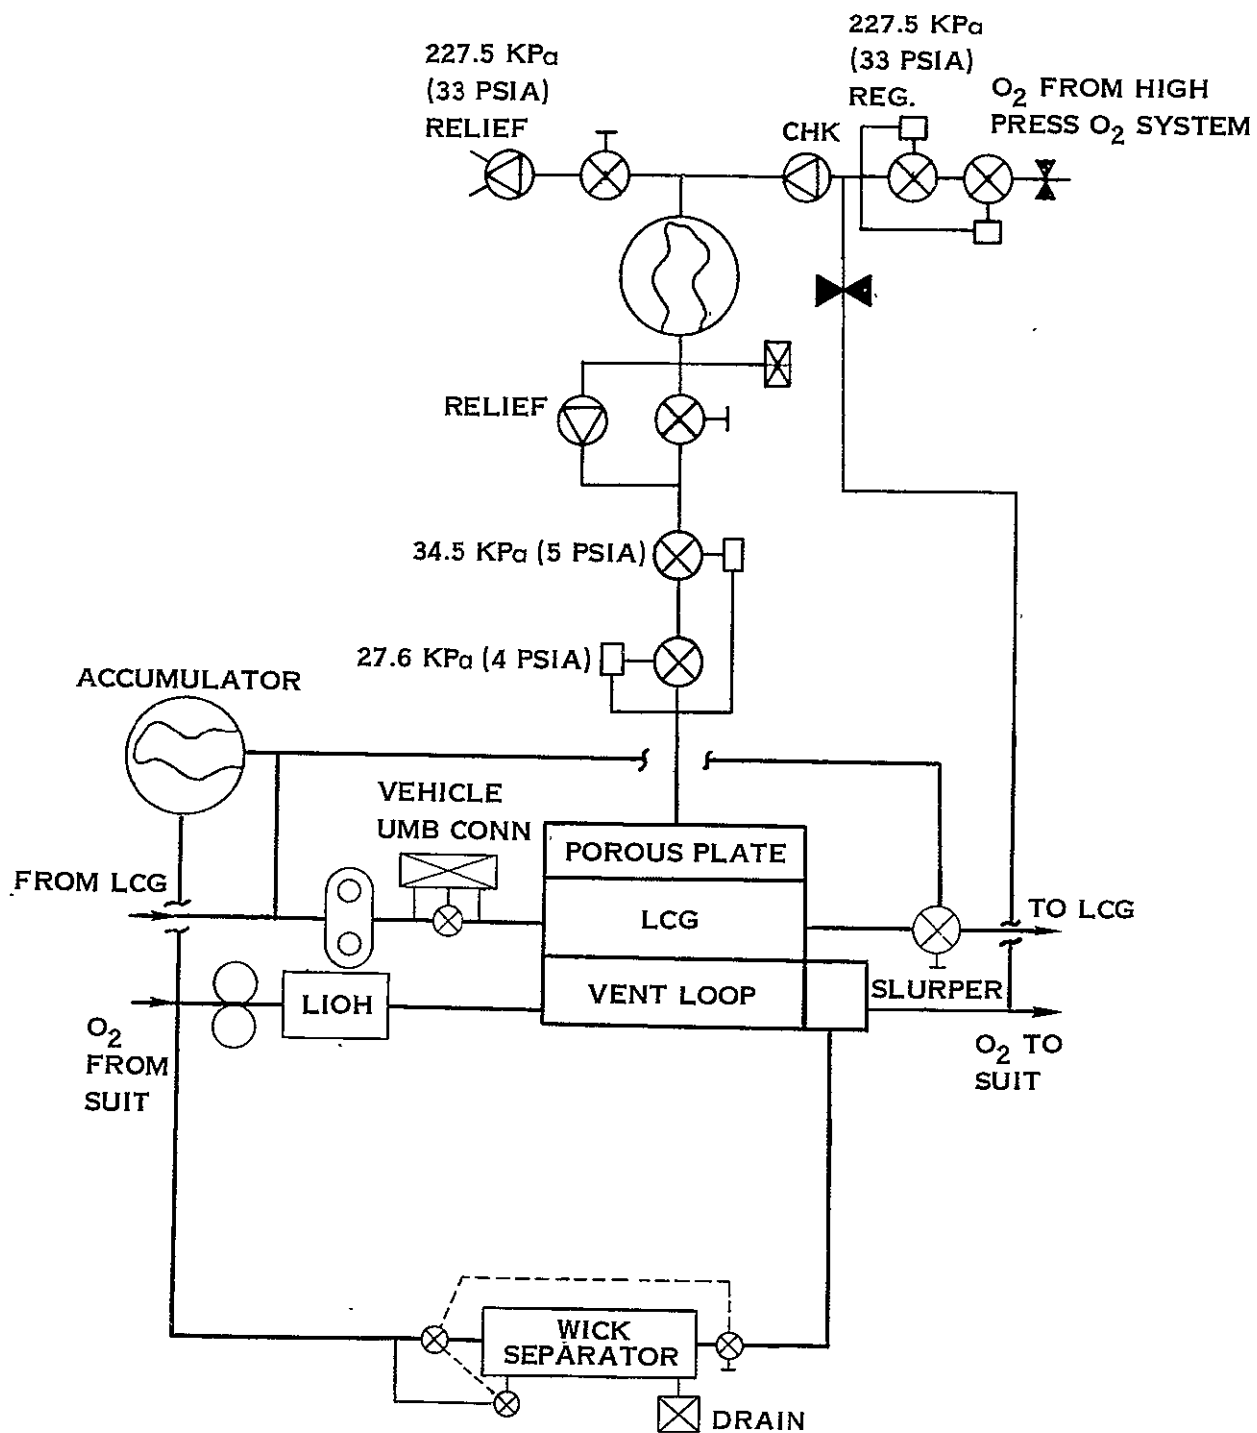 227.5 KPa
(33 PSIA)
RELIEF
227.5 KPa
(33 PSIA)
REG.
O2 FROM HIGH
PRESS O2 SYSTEM
CHK
RELIEF
34.5 KPa (5 PSIA)
27.6 KPa (4 PSIA)
ACCUMULATOR
VEHICLE
UMB CONN
POROUS PLATE
FROM LCG
LCG
TO LCG
VENT LOOP
SLURPER
LIOH
O2
FROM
SUIT
O2 TO
SUIT
WICK
SEPARATOR
DRAIN